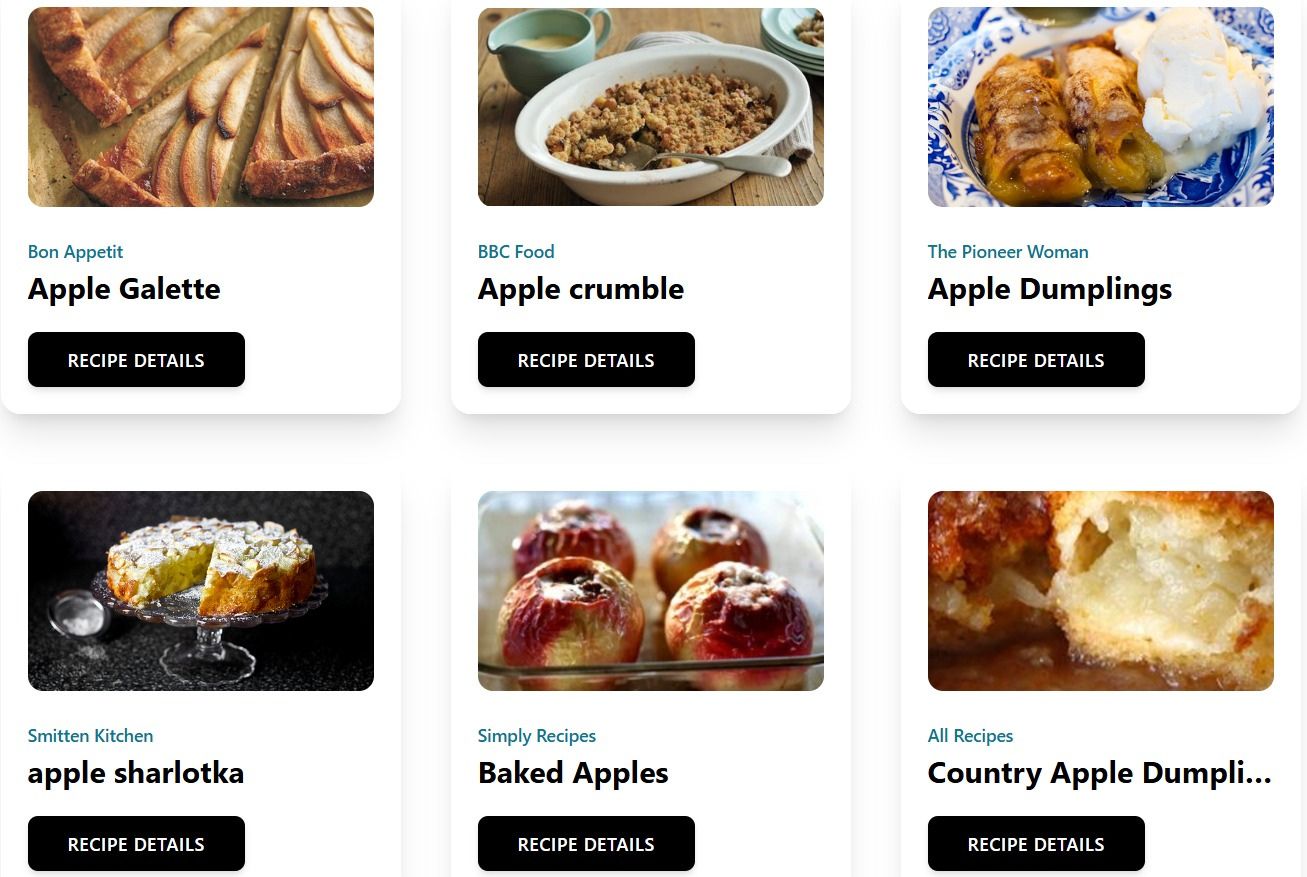 Bon Appetit
Apple Galette
RECIPE DETAILS
BBC Food
Apple crumble
RECIPE DETAILS
The Pioneer Woman
Apple Dumplings
RECIPE DETAILS
Smitten Kitchen
apple sharlotka
RECIPE DETAILS
Simply Recipes
Baked Apples
RECIPE DETAILS
All Recipes
Country Apple Dumpli...
RECIPE DETAILS